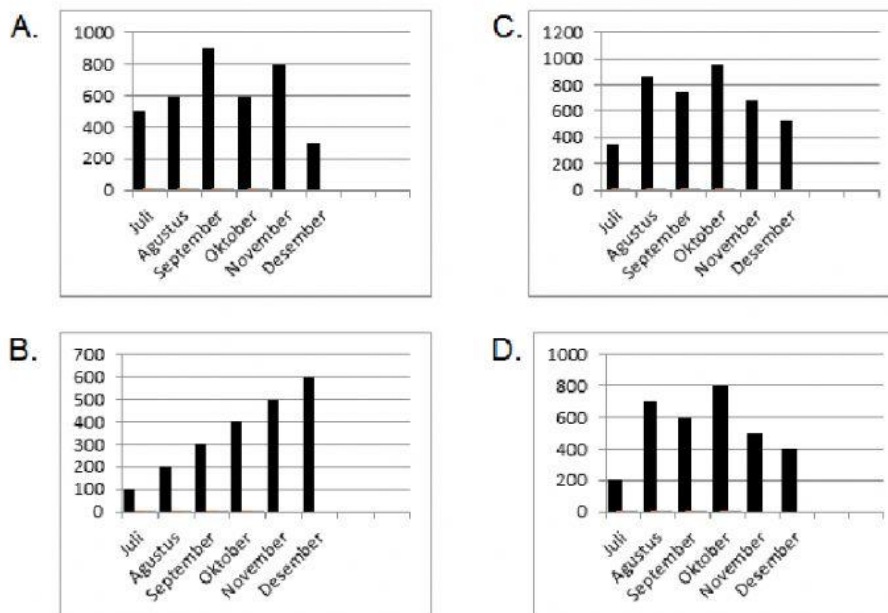 A.
1000
800
600
400
200
0
Juli
Agustus
September
Oktober
November
Desember
B.
700
600
500
400
300
200
100
0
Juli
Agustus
September
Oktober
November
Desember
C.
1200
1000
800
600
400
200
0
Juli
Agustus
September
Oktober
November
Desember
D.
1000
800
600
400
200
0
Juli
Agustus
September
Oktober
November
Desember